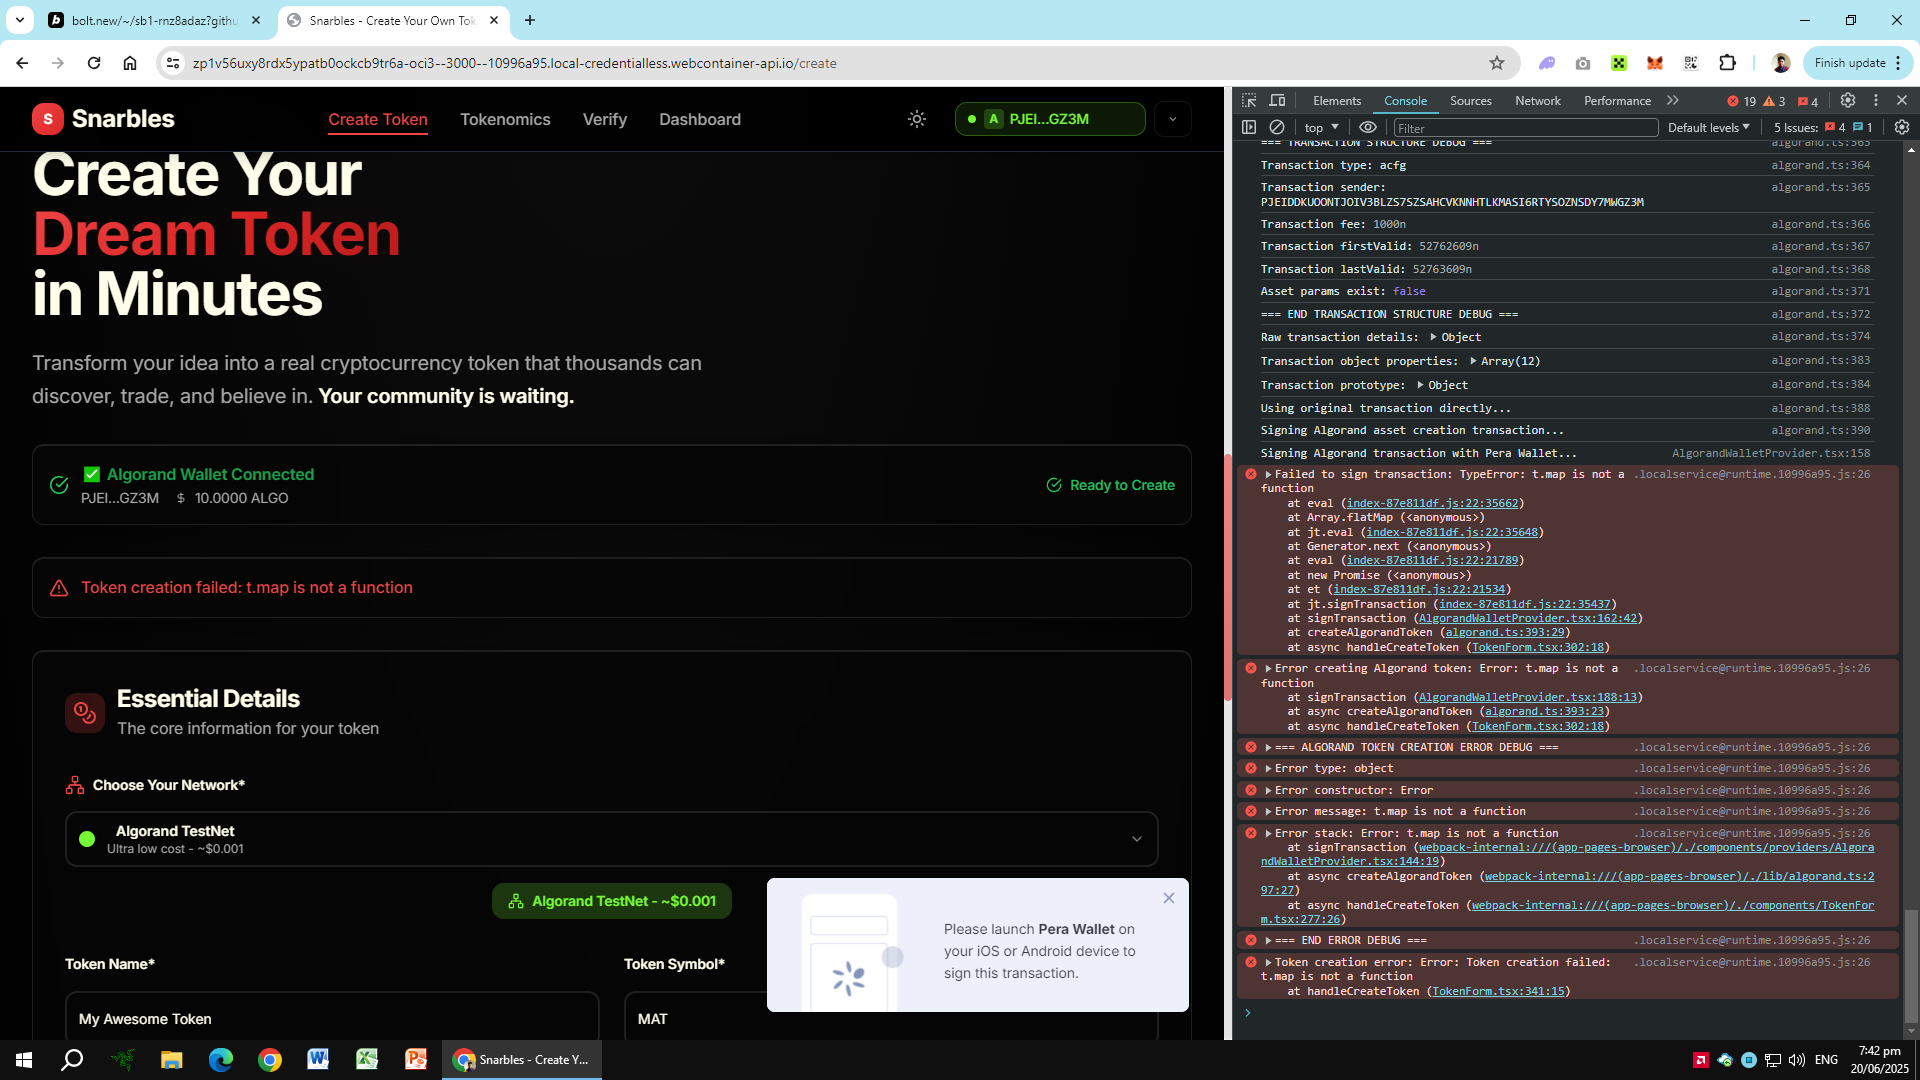 bolt.new/~/sb1-rnz8adaz?githu
Snarbles - Create Your Own Tok
zp1v56uxy8rdx5ypatb0ockcb9tr6a-oci3--3000--10996a95.local-credentialless.webcontainer-api.io/create
Finish update
S Snarbles
Create Token Tokenomics Verify Dashboard
A PJEI...GZ3M
Create Your
Dream Token
in Minutes
Transform your idea into a real cryptocurrency token that thousands can
discover, trade, and believe in. Your community is waiting.
✅ Algorand Wallet Connected
PJEI...GZ3M $ 10.0000 ALGO
Ready to Create
Token creation failed: t.map is not a function
Essential Details
The core information for your token
Choose Your Network*
Algorand TestNet
Ultra low cost - ~$0.001
Algorand TestNet - ~$0.001
Token Name*
Token Symbol*
My Awesome Token
MAT
Please launch Pera Wallet on
your iOS or Android device to
sign this transaction.
Elements Console Sources Network Performance 19 3 4
top Filter Default levels 5 Issues: 4 1
=== TRANSACTION STRUCTURE DEBUG === algorand.ts:363
Transaction type: acfg algorand.ts:364
Transaction sender: algorand.ts:365
PJEIDDKUOONTJOIV3BLZS7SZSAHCVKNNHTLKMASI6RTYSOZNSDY7MWGZ3M
Transaction fee: 1000n algorand.ts:366
Transaction firstValid: 52762609n algorand.ts:367
Transaction lastValid: 52763609n algorand.ts:368
Asset params exist: false algorand.ts:371
=== END TRANSACTION STRUCTURE DEBUG === algorand.ts:372
Raw transaction details: Object algorand.ts:374
Transaction object properties: Array(12) algorand.ts:383
Transaction prototype: Object algorand.ts:384
Using original transaction directly... algorand.ts:388
Signing Algorand asset creation transaction... algorand.ts:390
Signing Algorand transaction with Pera Wallet... AlgorandWalletProvider.tsx:158
Failed to sign transaction: TypeError: t.map is not a .localservice@runtime.10996a95.js:26
function
at eval (index-87e811df.js:22:35662)
at Array.flatMap (<anonymous>)
at jt.eval (index-87e811df.js:22:35648)
at Generator.next (<anonymous>)
at eval (index-87e811df.js:22:21789)
at new Promise (<anonymous>)
at et (index-87e811df.js:22:21534)
at jt.signTransaction (index-87e811df.js:22:35437)
at signTransaction (AlgorandWalletProvider.tsx:162:42)
at createAlgorandToken (algorand.ts:393:29)
at async handleCreateToken (TokenForm.tsx:302:18)
Error creating Algorand token: Error: t.map is not a .localservice@runtime.10996a95.js:26
function
at signTransaction (AlgorandWalletProvider.tsx:188:13)
at async createAlgorandToken (algorand.ts:393:23)
at async handleCreateToken (TokenForm.tsx:302:18)
=== ALGORAND TOKEN CREATION ERROR DEBUG === .localservice@runtime.10996a95.js:26
Error type: object .localservice@runtime.10996a95.js:26
Error constructor: Error .localservice@runtime.10996a95.js:26
Error message: t.map is not a function .localservice@runtime.10996a95.js:26
Error stack: Error: t.map is not a function .localservice@runtime.10996a95.js:26
at signTransaction (webpack-internal:///(app-pages-browser)/./components/providers/Algora
ndWalletProvider.tsx:144:19)
at async createAlgorandToken (webpack-internal:///(app-pages-browser)/./lib/algorand.ts:2
97:27)
at async handleCreateToken (webpack-internal:///(app-pages-browser)/./components/TokenFor
m.tsx:277:26)
=== END ERROR DEBUG === .localservice@runtime.10996a95.js:26
Token creation error: Error: Token creation failed: .localservice@runtime.10996a95.js:26
t.map is not a function
at handleCreateToken (TokenForm.tsx:341:15)
Snarbles - Create Y...
ENG
7:42 pm
20/06/2025